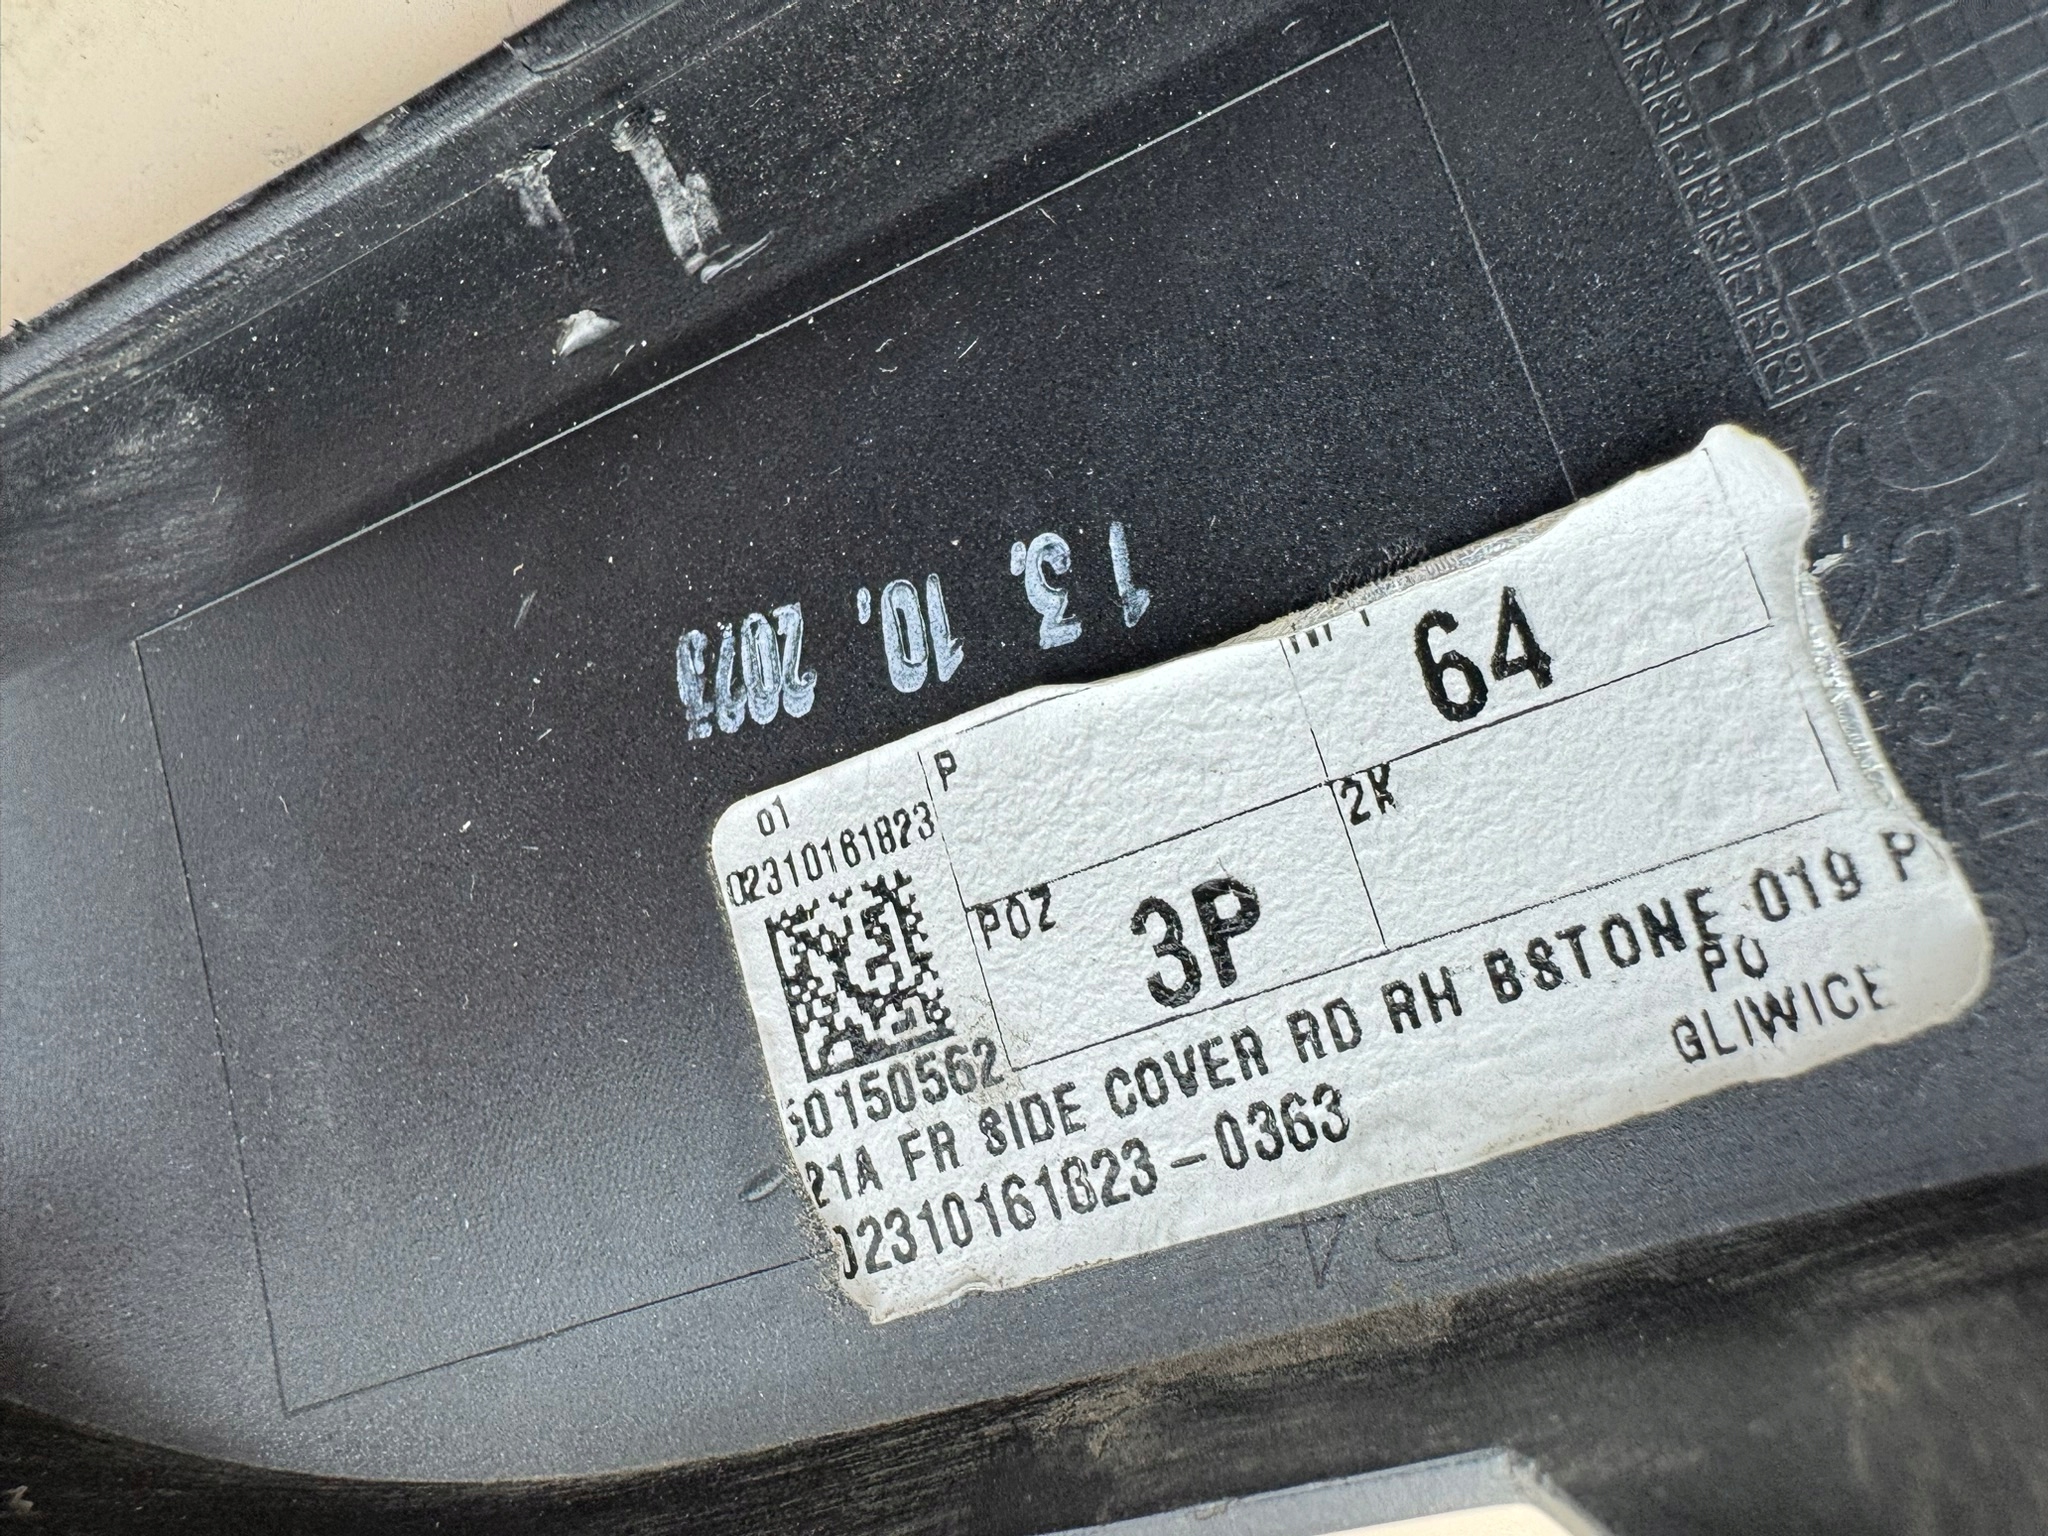 13. 10. 2023
01
02310161823
P
64
POZ
3P
2K
50150562
21A FR SIDE COVER RD RH BSTONE 019 P
PO
GLIWICE
02310161823-0363